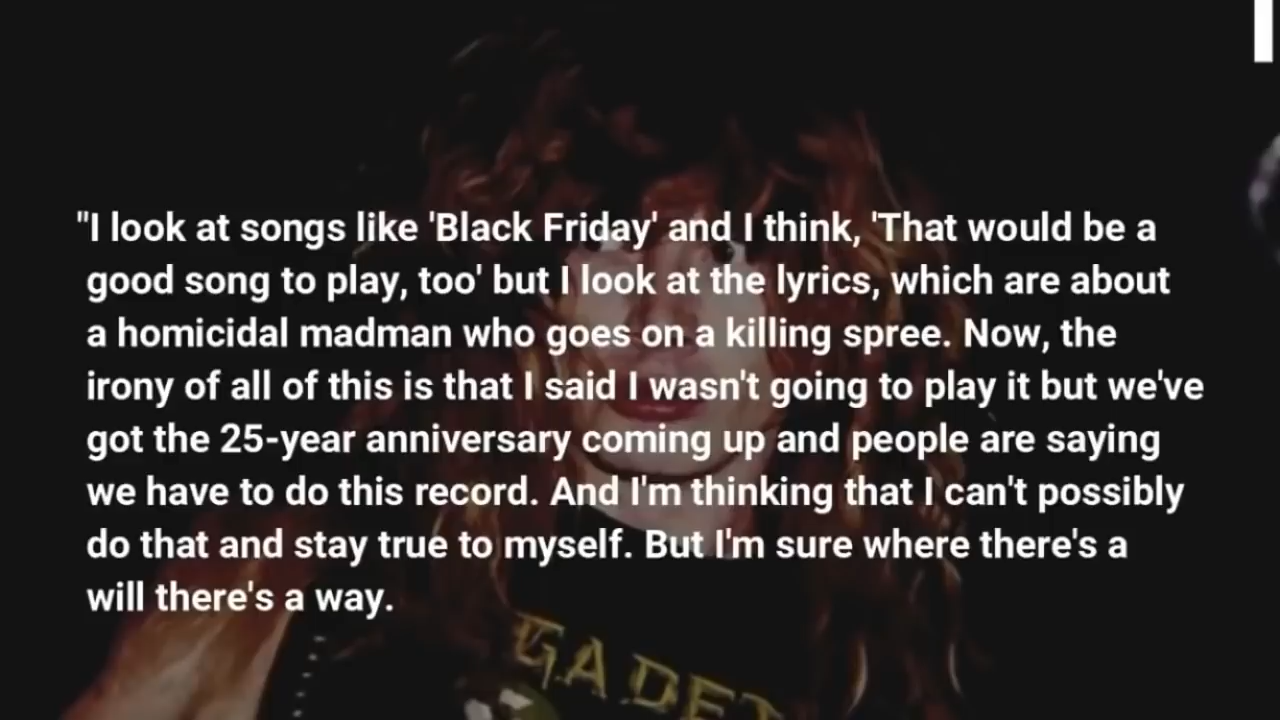 "I look at songs like 'Black Friday' and I think, 'That would be a
good song to play, too' but I look at the lyrics, which are about
a homicidal madman who goes on a killing spree. Now, the
irony of all of this is that I said I wasn't going to play it but we've
got the 25-year anniversary coming up and people are saying
we have to do this record. And I'm thinking that I can't possibly
do that and stay true to myself. But I'm sure where there's a
will there's a way.
GADET